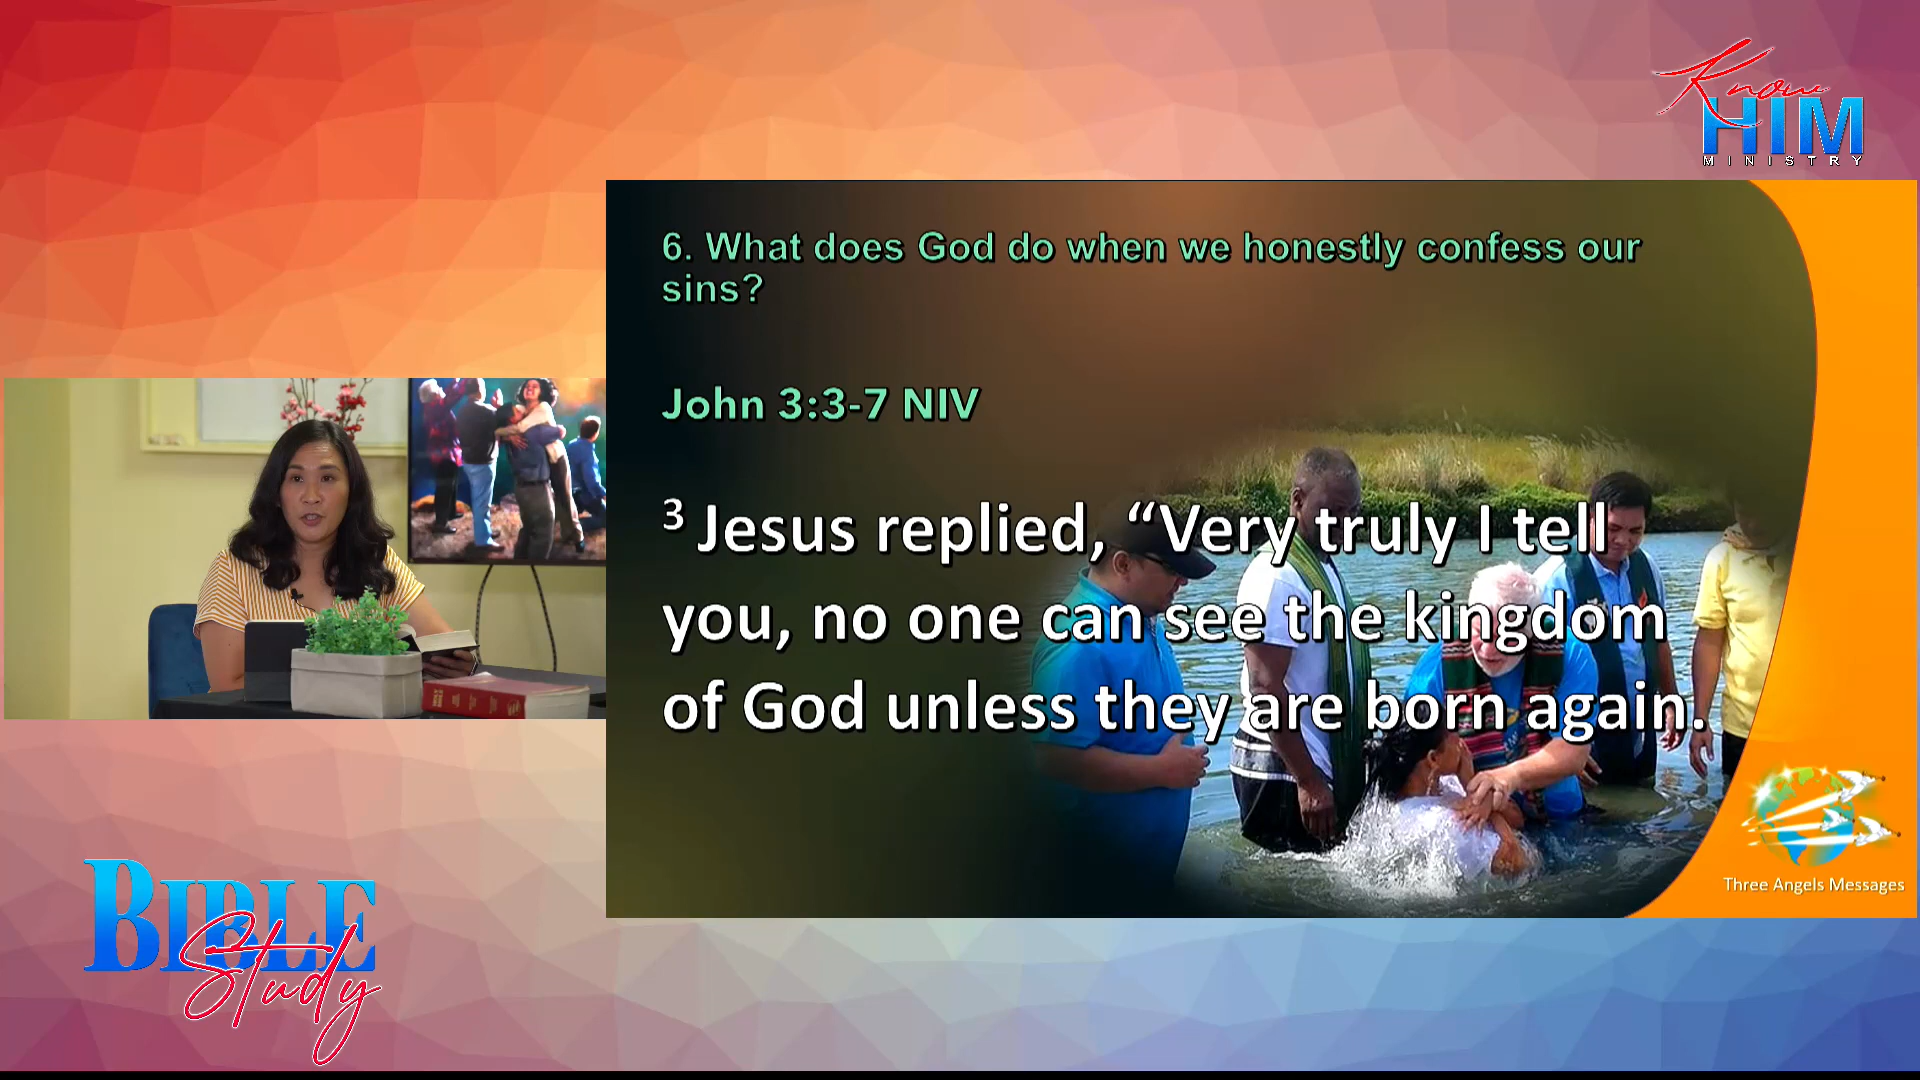 Know
HIM
MINISTRY
6. What does God do when we honestly confess our
sins?
John 3:3-7 NIV
3 Jesus replied, “Very truly I tell
you, no one can see the kingdom
of God unless they are born again.
Three Angels Messages
BIBLE
Study